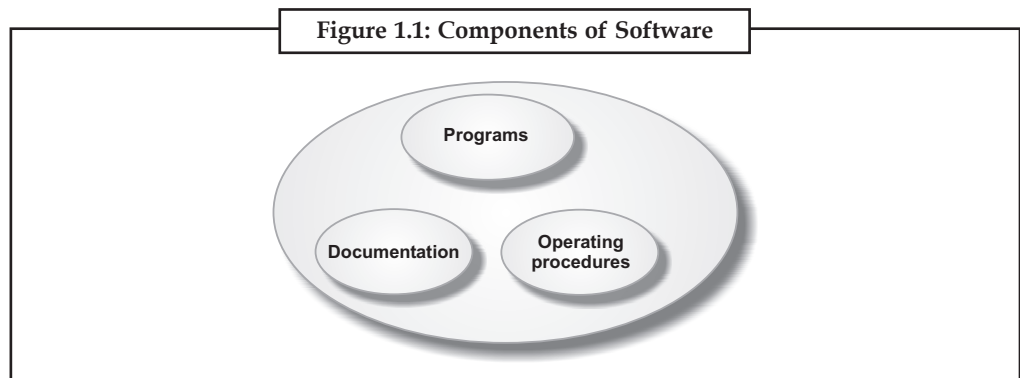 Figure 1.1: Components of Software
Programs
Documentation
Operating
procedures